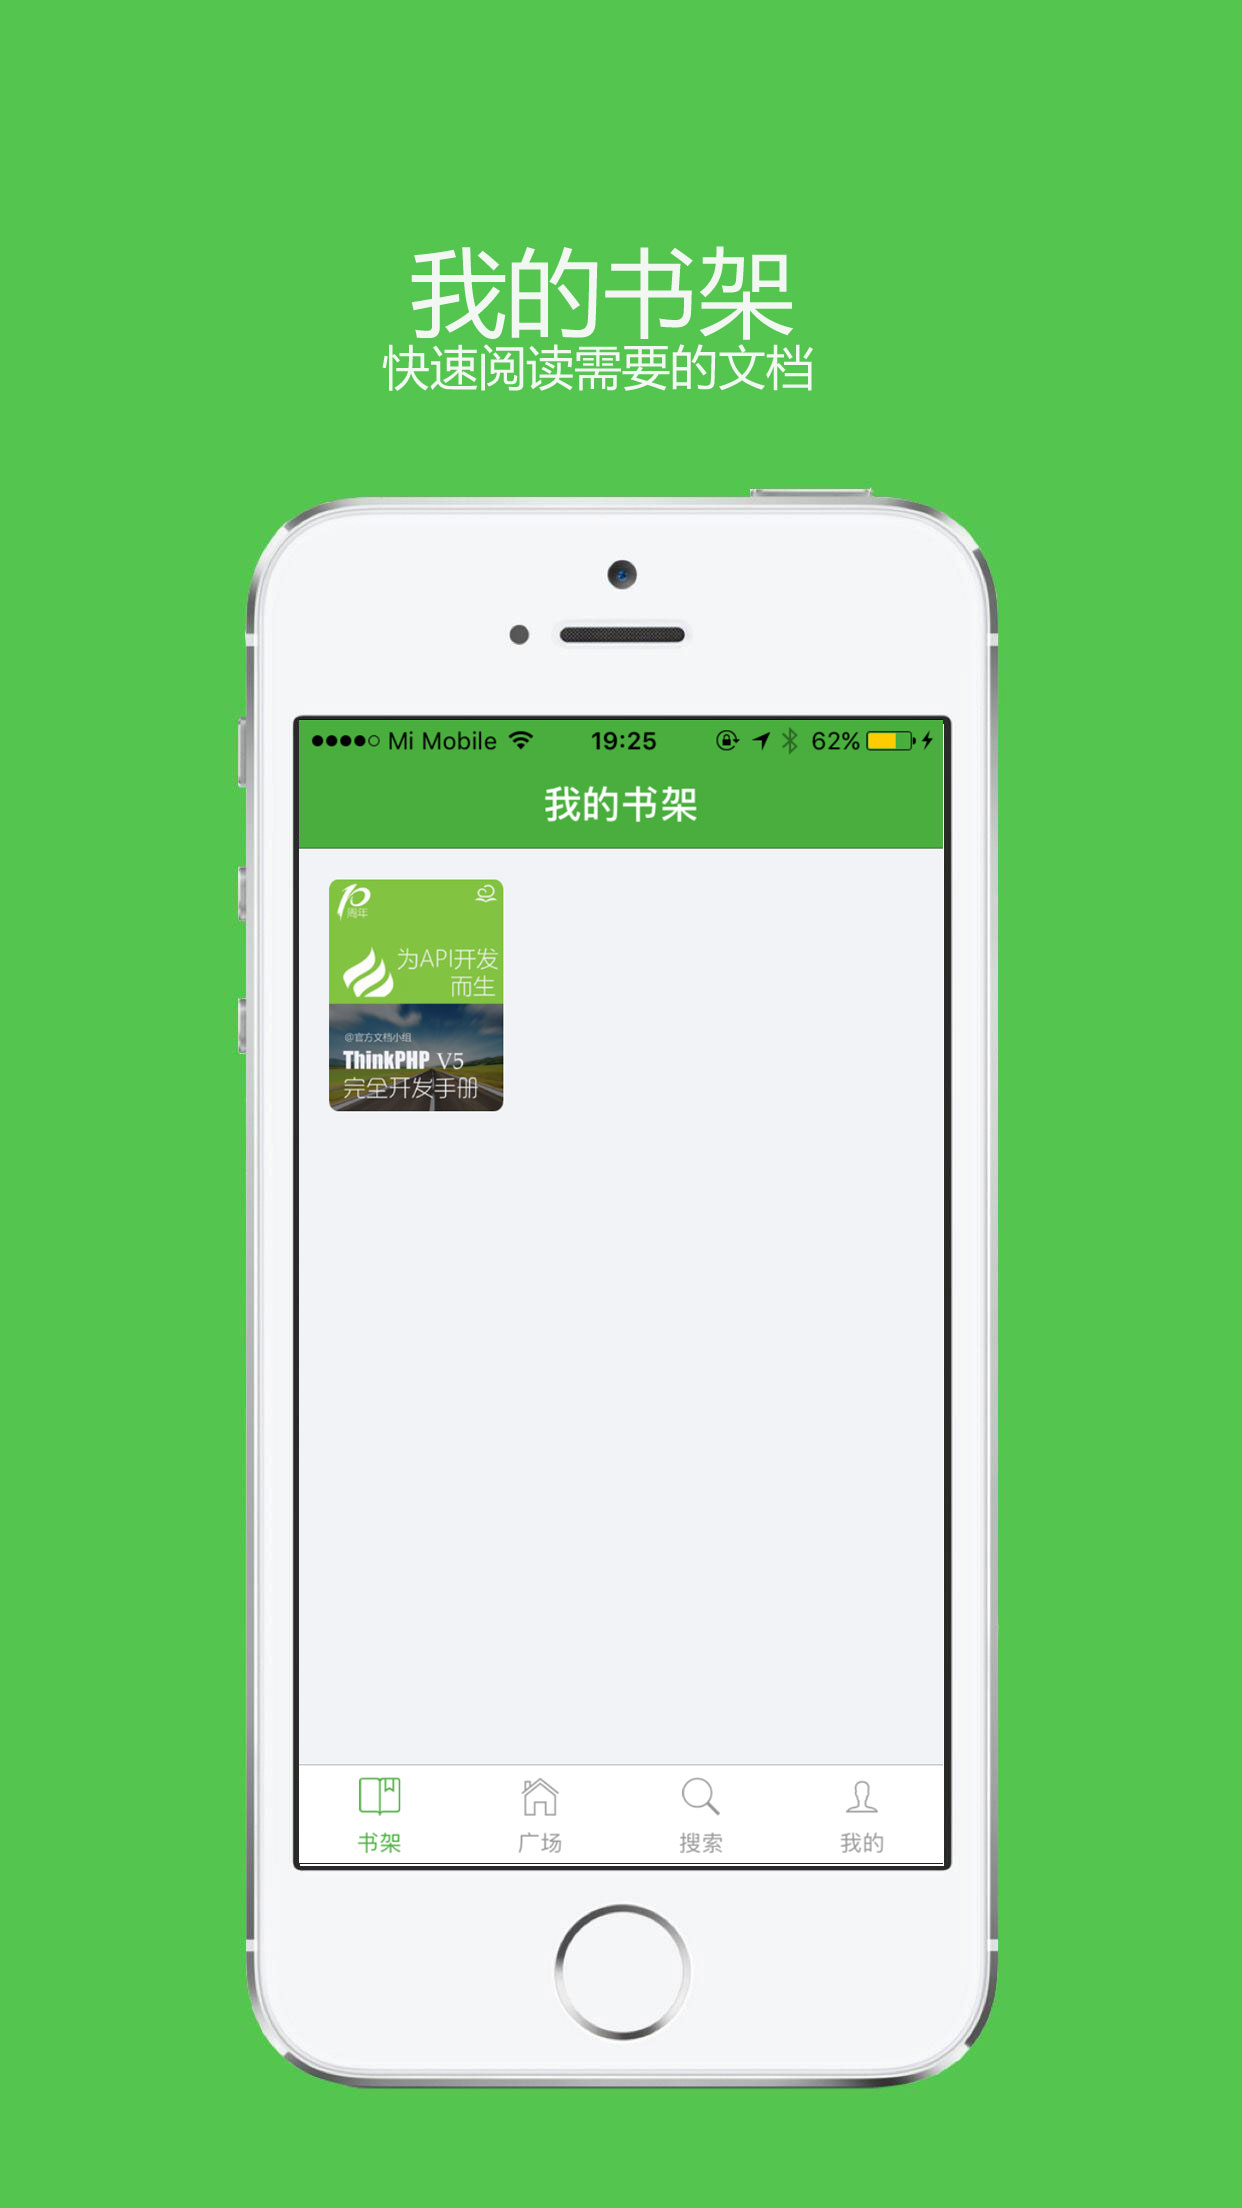 我的书架
快速阅读需要的文档
Mi Mobile 19:25 62%
我的书架
10
周年
为API开发
而生
@官方文档小组
ThinkPHP V5
完全开发手册
书架 广场 搜索 我的